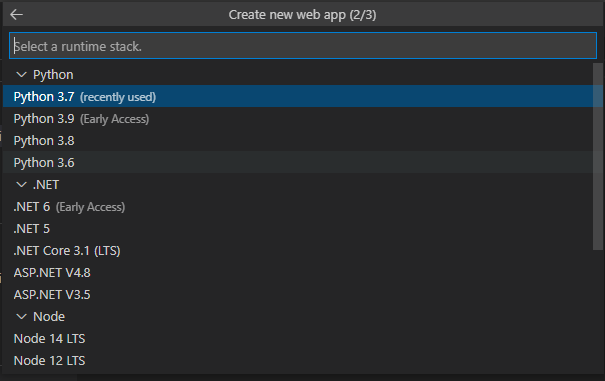 Create new web app (2/3)
Select a runtime stack.
Python
Python 3.7 (recently used)
Python 3.9 (Early Access)
Python 3.8
Python 3.6
.NET
.NET 6 (Early Access)
.NET 5
.NET Core 3.1 (LTS)
ASP.NET V4.8
ASP.NET V3.5
Node
Node 14 LTS
Node 12 LTS